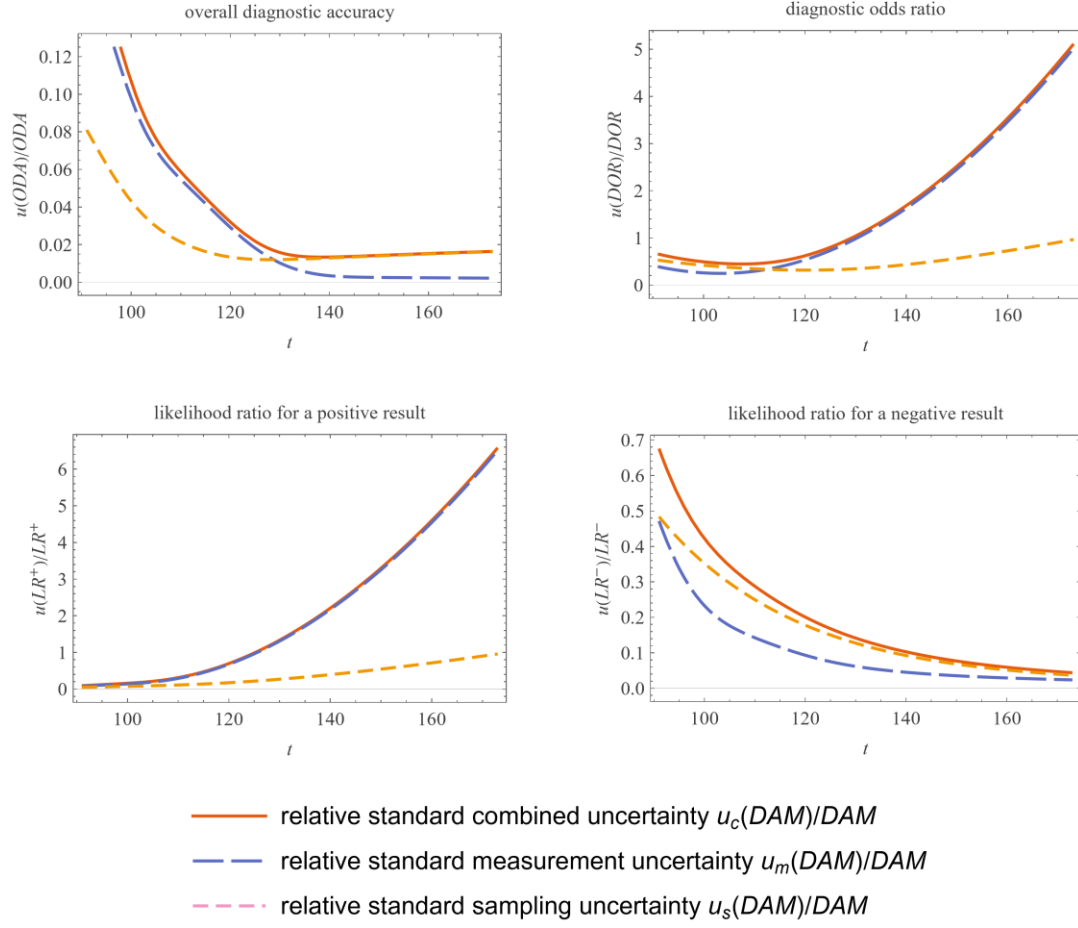 overall diagnostic accuracy
u(ODA)/ODA
0.12
0.10
0.08
0.06
0.04
0.02
0.00
100 120 140 160
t
diagnostic odds ratio
u(DOR)/DOR
5
4
3
2
1
0
100 120 140 160
t
likelihood ratio for a positive result
u(LR⁺)/LR⁺
6
5
4
3
2
1
0
100 120 140 160
t
likelihood ratio for a negative result
u(LR⁻)/LR⁻
0.7
0.6
0.5
0.4
0.3
0.2
0.1
0.0
100 120 140 160
t
relative standard combined uncertainty u_c(DAM)/DAM
relative standard measurement uncertainty u_m(DAM)/DAM
relative standard sampling uncertainty u_s(DAM)/DAM